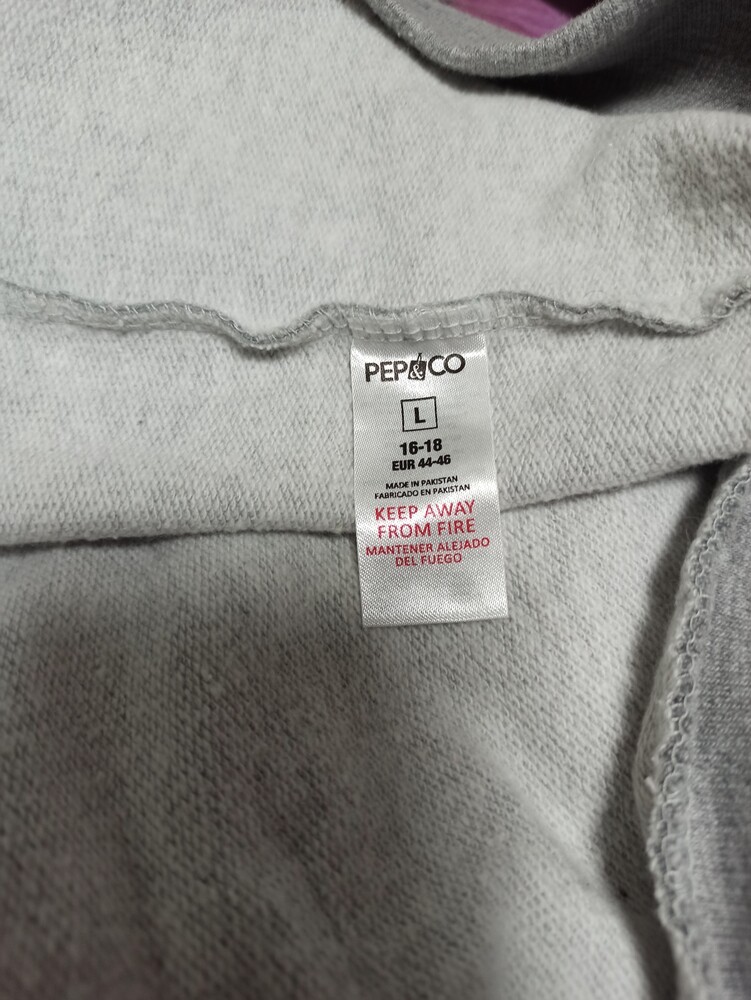 PEP&CO
L
16-18
EUR 44-46
MADE IN PAKISTAN
FABRICADO EN PAKISTAN
KEEP AWAY
FROM FIRE
MANTENER ALEJADO
DEL FUEGO